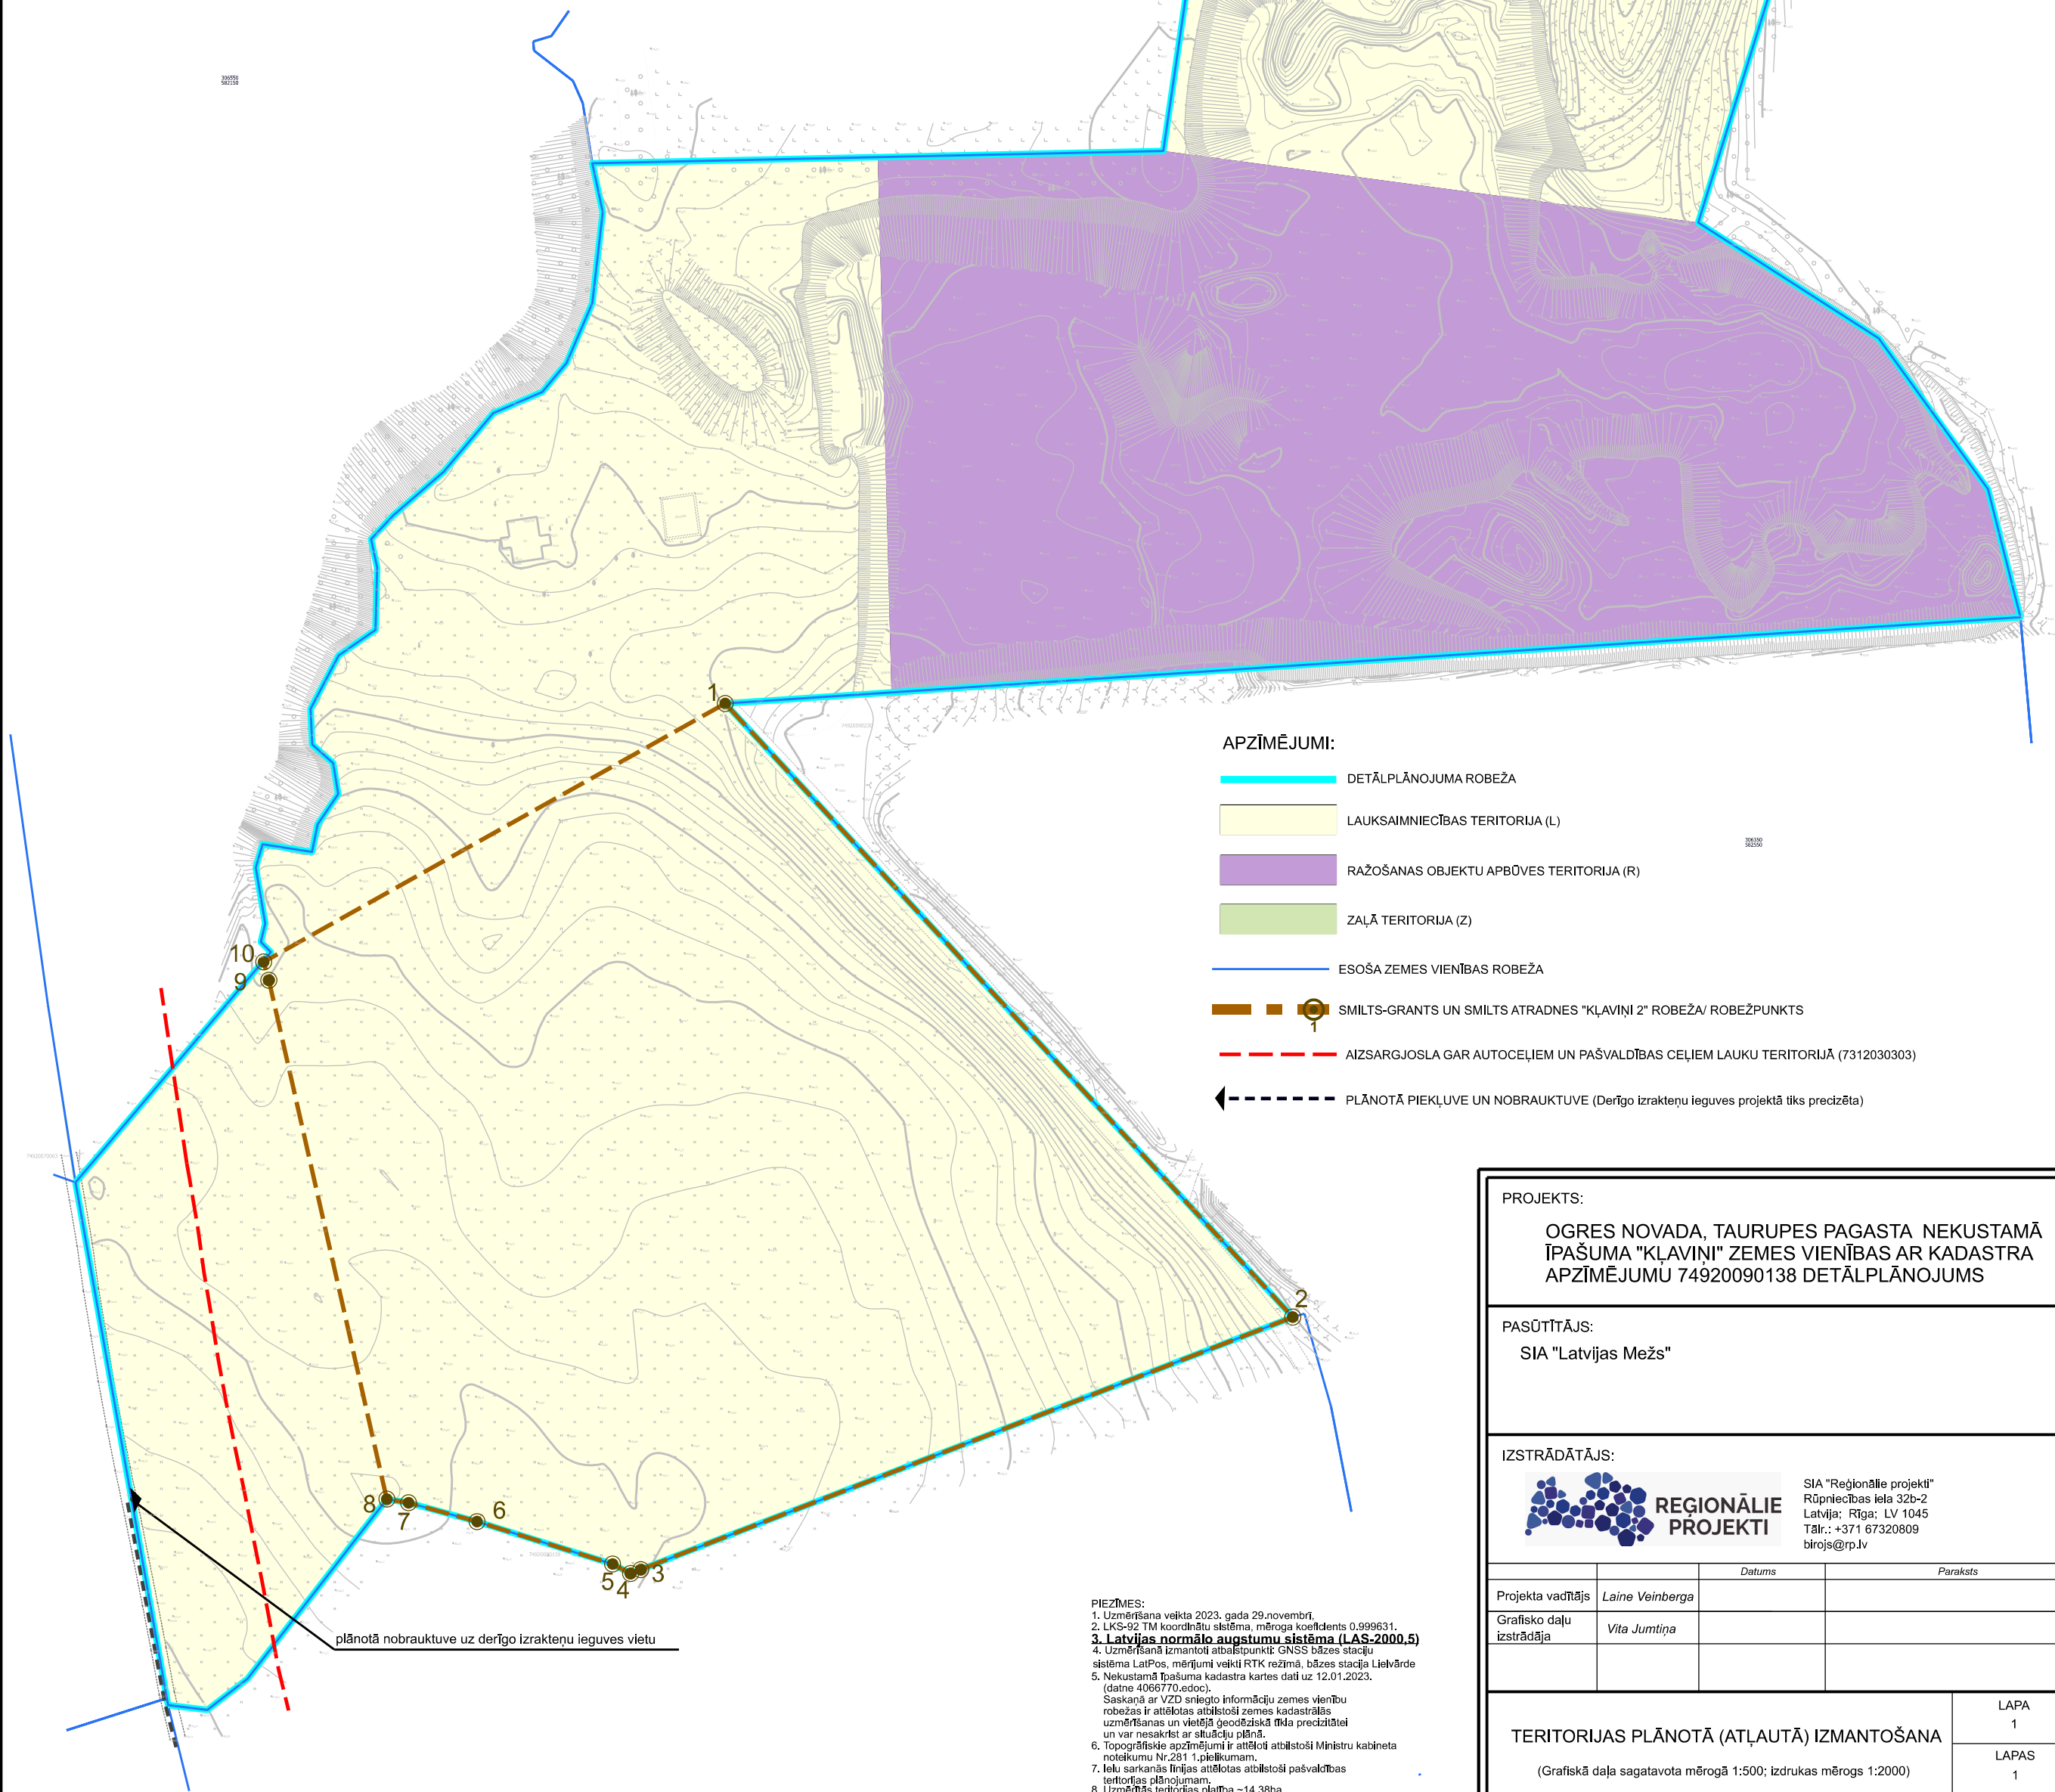 306550
582150
1
APZĪMĒJUMI:
DETĀLPLĀNOJUMA ROBEŽA
LAUKSAIMNIECĪBAS TERITORIJA (L)
306350
582550
RAŽOŠANAS OBJEKTU APBŪVES TERITORIJA (R)
ZAĻĀ TERITORIJA (Z)
ESOŠA ZEMES VIENĪBAS ROBEŽA
SMILTS-GRANTS UN SMILTS ATRADNES "KĻAVIŅI 2" ROBEŽA/ ROBEŽPUNKTS
1
AIZSARGJOSLA GAR AUTOCEĻIEM UN PAŠVALDĪBAS CEĻIEM LAUKU TERITORIJĀ (7312030303)
PLĀNOTĀ PIEKĻUVE UN NOBRAUKTUVE (Derīgo izrakteņu ieguves projektā tiks precizēta)
10
9
2
8
7
6
5
4
3
plānotā nobrauktuve uz derīgo izrakteņu ieguves vietu
PIEZĪMES:
1. Uzmērīšana veikta 2023. gada 29.novembrī,
2. LKS-92 TM koordinātu sistēma, mēroga koeficients 0.999631.
3. Latvijas normālo augstumu sistēma (LAS-2000,5)
4. Uzmērīšanā izmantoti atbalstpunkti: GNSS bāzes staciju
sistēma LatPos, mērījumi veikti RTK režīmā, bāzes stacija Lielvārde
5. Nekustamā īpašuma kadastra kartes dati uz 12.01.2023.
(datne 4066770.edoc).
Saskaņā ar VZD sniegto informāciju zemes vienību
robežas ir attēlotas atbilstoši zemes kadastrālās
uzmērīšanas un vietējā ģeodēziskā tīkla precizitātei
un var nesakrist ar situāciju plānā.
6. Topogrāfiskie apzīmējumi ir attēloti atbilstoši Ministru kabineta
noteikumu Nr.281 1.pielikumam.
7. Ielu sarkanās līnijas attēlotas atbilstoši pašvaldības
teritorijas plānojumam.
8. Uzmērītās teritorijas platība ~14.38ha
PROJEKTS:
OGRES NOVADA, TAURUPES PAGASTA NEKUSTAMĀ
ĪPAŠUMA "KĻAVIŅI" ZEMES VIENĪBAS AR KADASTRA
APZĪMĒJUMU 74920090138 DETĀLPLĀNOJUMS
PASŪTĪTĀJS:
SIA "Latvijas Mežs"
IZSTRĀDĀTĀJS:
REĢIONĀLIE
PROJEKTI
SIA "Reģionālie projekti"
Rūpniecības iela 32b-2
Latvija; Rīga; LV 1045
Tālr.: +371 67320809
birojs@rp.lv
Datums Paraksts
Projekta vadītājs Laine Veinberga
Grafisko daļu
izstrādāja Vita Jumtiņa
TERITORIJAS PLĀNOTĀ (ATĻAUTĀ) IZMANTOŠANA
(Grafiskā daļa sagatavota mērogā 1:500; izdrukas mērogs 1:2000)
LAPA
1
LAPAS
1